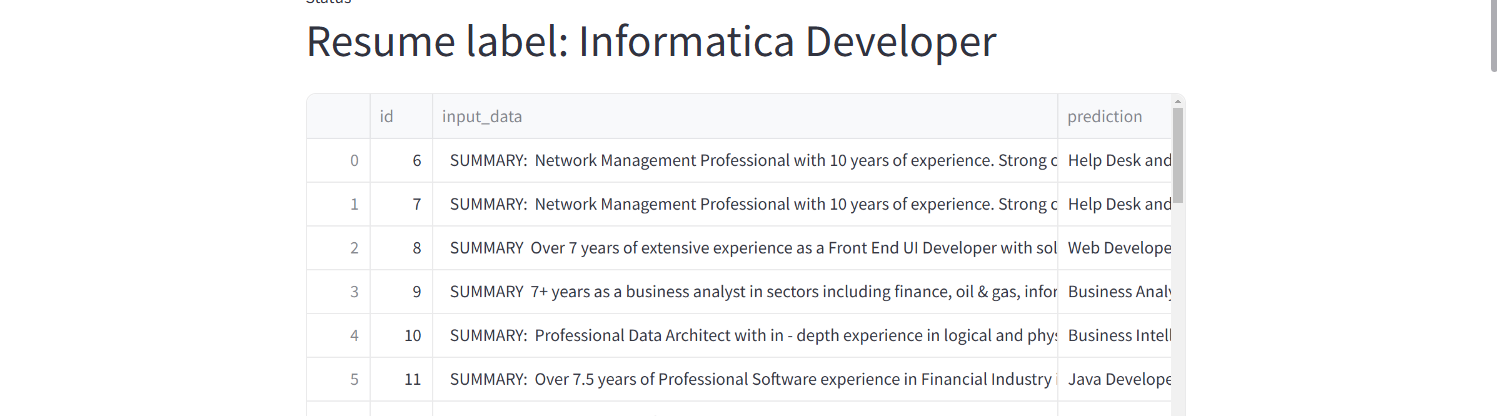 Status
Resume label: Informatica Developer
id input_data prediction
0 6 SUMMARY: Network Management Professional with 10 years of experience. Strong c Help Desk and
1 7 SUMMARY: Network Management Professional with 10 years of experience. Strong c Help Desk and
2 8 SUMMARY Over 7 years of extensive experience as a Front End UI Developer with sol Web Develope
3 9 SUMMARY 7+ years as a business analyst in sectors including finance, oil & gas, infor Business Analy
4 10 SUMMARY: Professional Data Architect with in - depth experience in logical and phys Business Intell
5 11 SUMMARY: Over 7.5 years of Professional Software experience in Financial Industry Java Develope